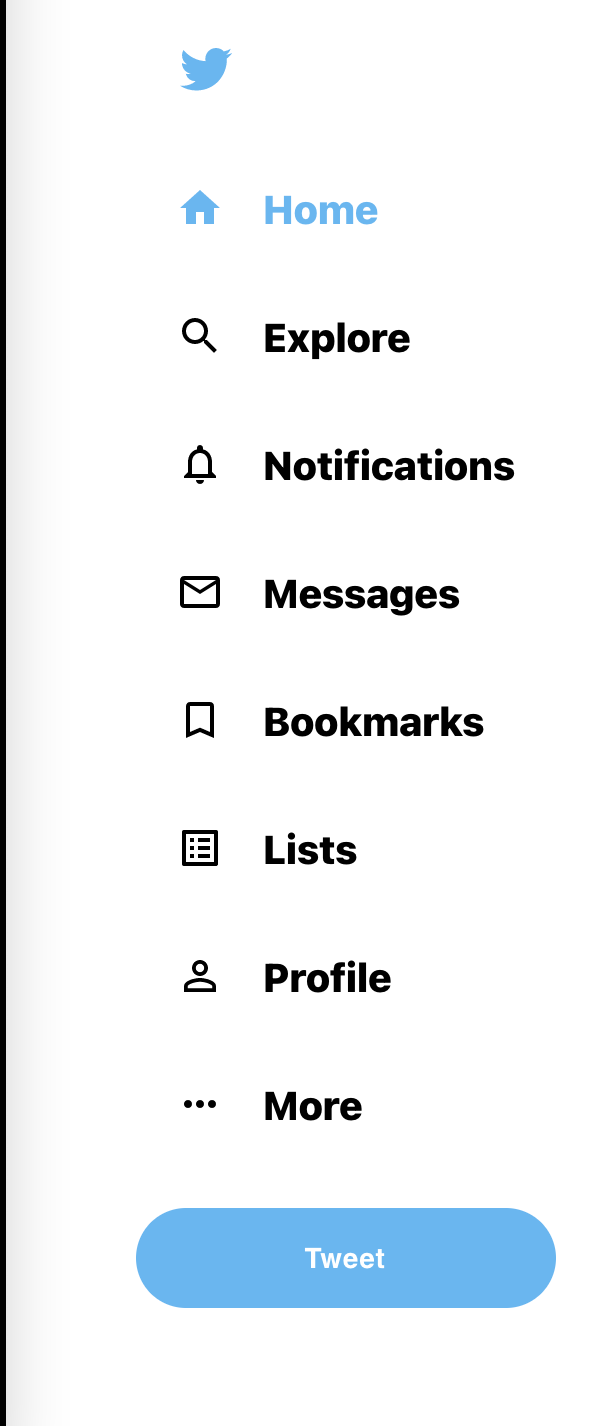 Home
Explore
Notifications
Messages
Bookmarks
Lists
Profile
More
Tweet